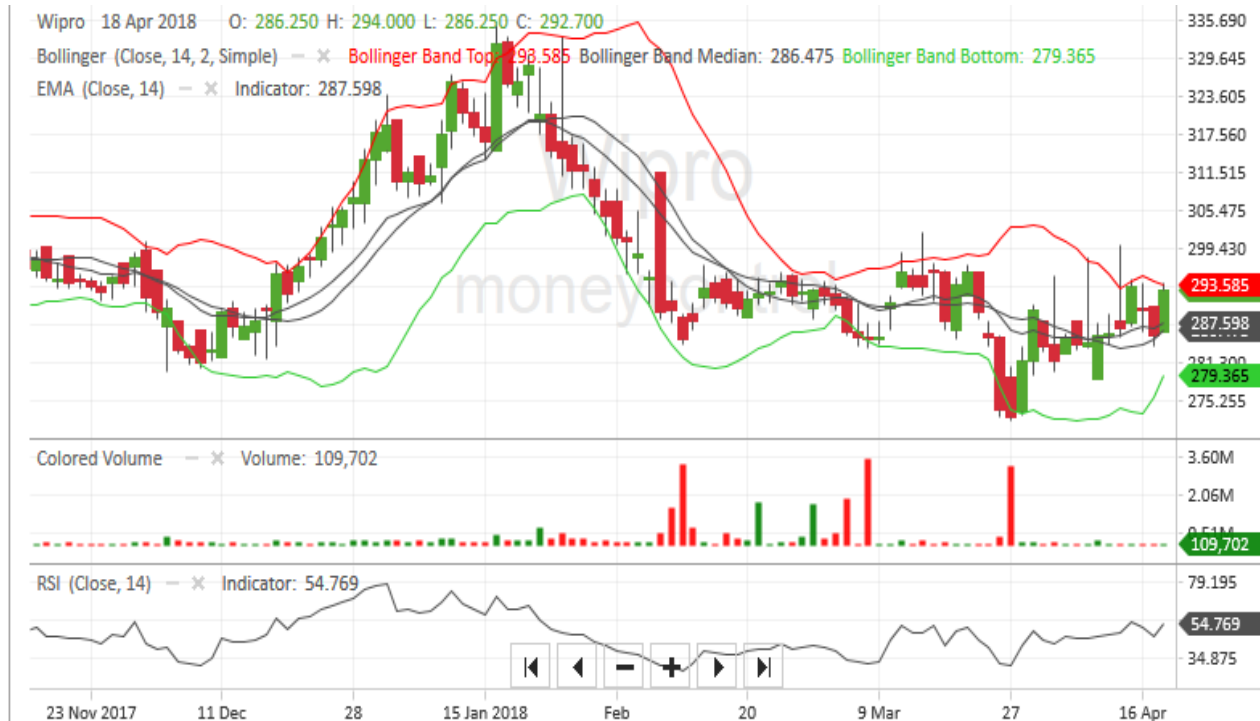 Wipro 18 Apr 2018 O: 286.250 H: 294.000 L: 286.250 C: 292.700
Bollinger (Close, 14, 2, Simple) Bollinger Band Top: 293.585 Bollinger Band Median: 286.475 Bollinger Band Bottom: 279.365
EMA (Close, 14) Indicator: 287.598
335.690
329.645
323.605
317.560
311.515
305.475
299.430
293.585
287.598
281.300
279.365
275.255
Wipro
moneycontrol
Colored Volume Volume: 109,702
3.60M
2.06M
0.51M
109,702
RSI (Close, 14) Indicator: 54.769
79.195
54.769
34.875
23 Nov 2017 11 Dec 28 15 Jan 2018 Feb 20 9 Mar 27 16 Apr